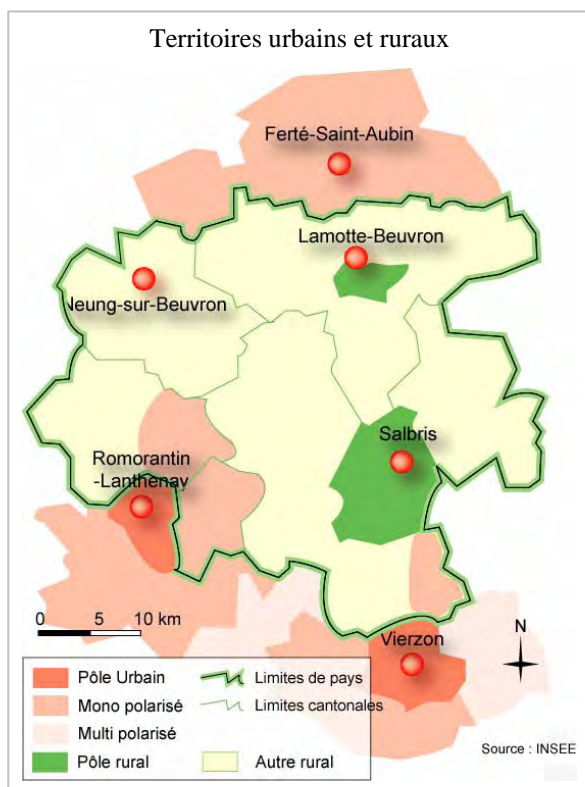 Territoires urbains et ruraux
Ferté-Saint-Aubin
Lamotte-Beuvron
Neung-sur-Beuvron
Salbris
Romorantin
-Lanthenay
0 5 10 km
Vierzon
N
Pôle Urbain
Limites de pays
Mono polarisé
Limites cantonales
Multi polarisé
Pôle rural
Autre rural
Source : INSEE